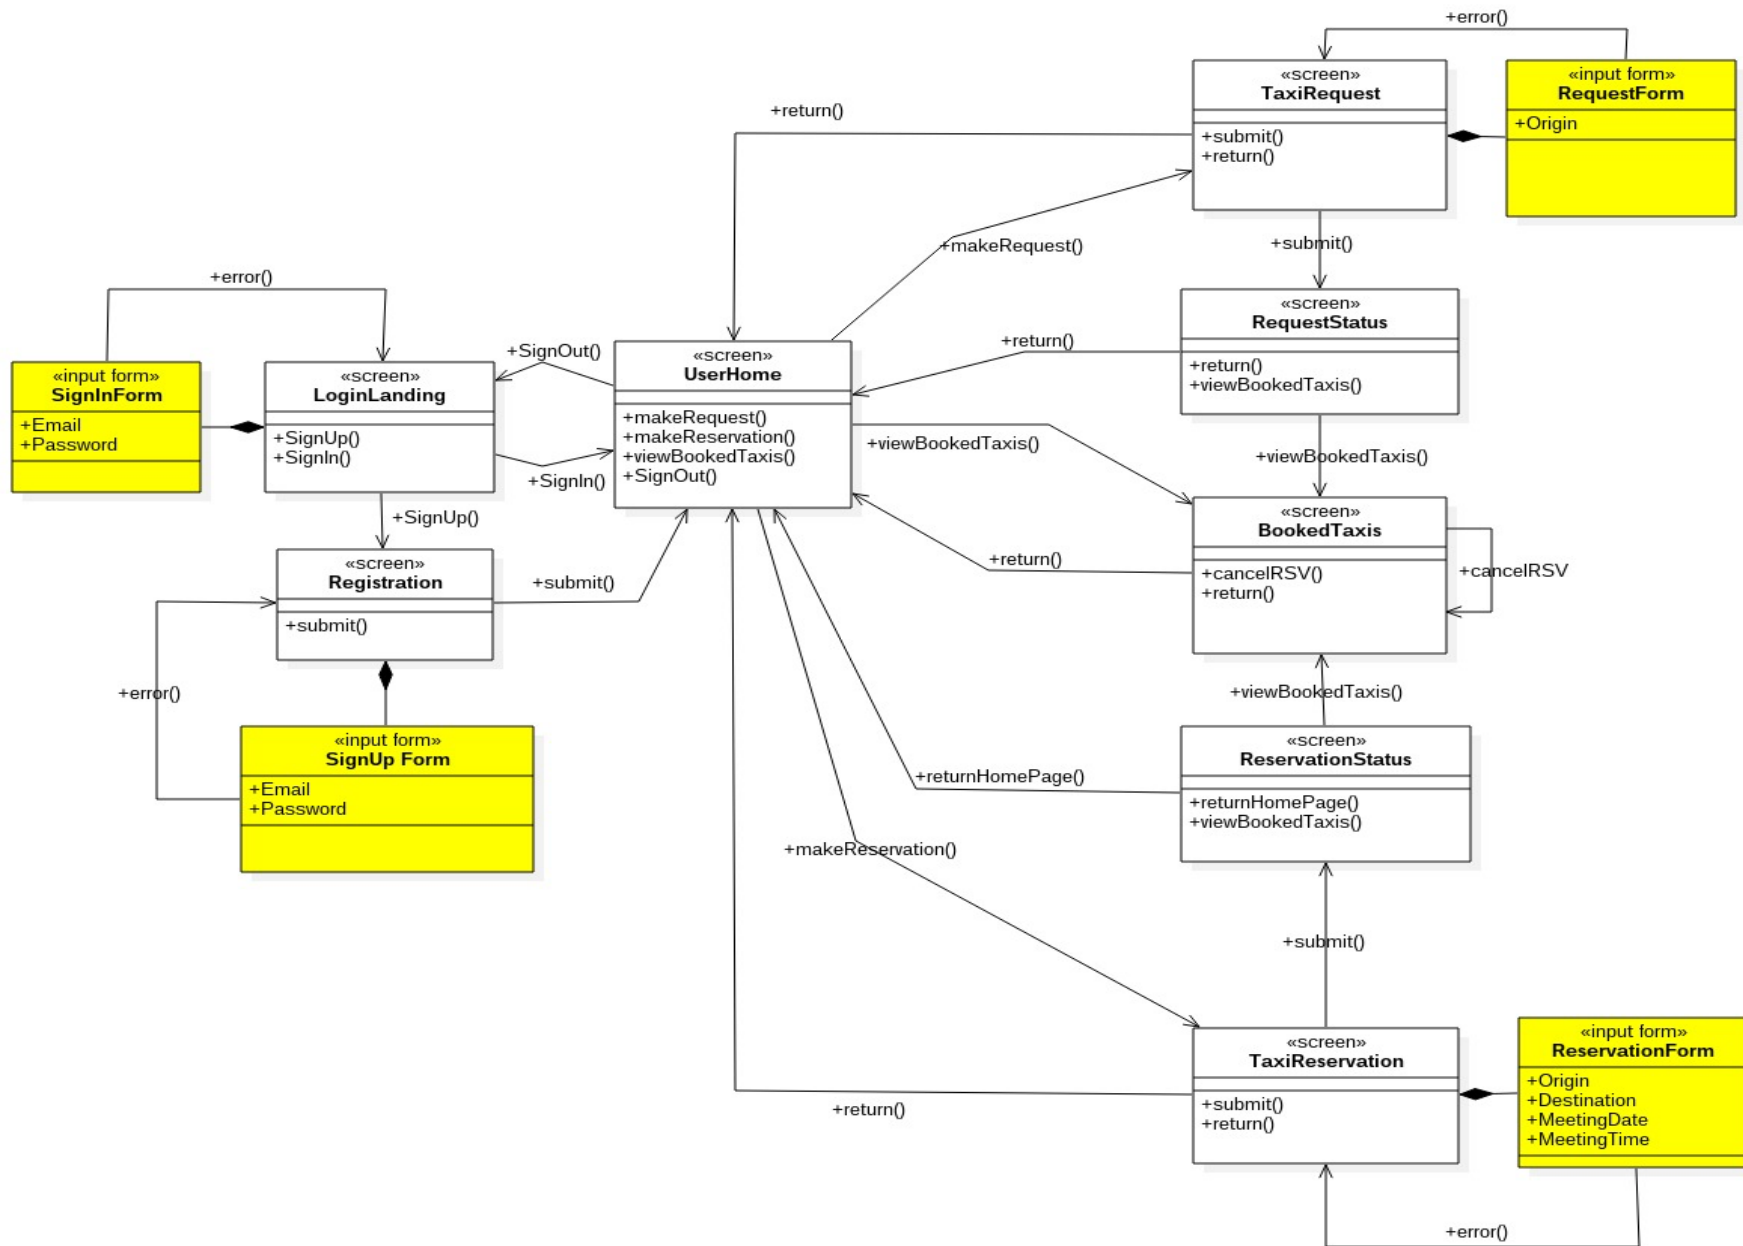 +error()
«screen»
TaxiRequest
+submit()
+return()
«input form»
RequestForm
+Origin
+return()
+makeRequest()
+submit()
+error()
«screen»
RequestStatus
+return()
+viewBookedTaxis()
«input form»
SignInForm
+Email
+Password
«screen»
LoginLanding
+SignUp()
+SignIn()
+SignOut()
+SignIn()
«screen»
UserHome
+makeRequest()
+makeReservation()
+viewBookedTaxis()
+SignOut()
+return()
+viewBookedTaxis()
+viewBookedTaxis()
+SignUp()
«screen»
BookedTaxis
+cancelRSV()
+return()
+cancelRSV
+return()
«screen»
Registration
+submit()
+submit()
+error()
«input form»
SignUp Form
+Email
+Password
+viewBookedTaxis()
«screen»
ReservationStatus
+returnHomePage()
+viewBookedTaxis()
+returnHomePage()
+makeReservation()
+submit()
«screen»
TaxiReservation
+submit()
+return()
«input form»
ReservationForm
+Origin
+Destination
+MeetingDate
+MeetingTime
+return()
+error()